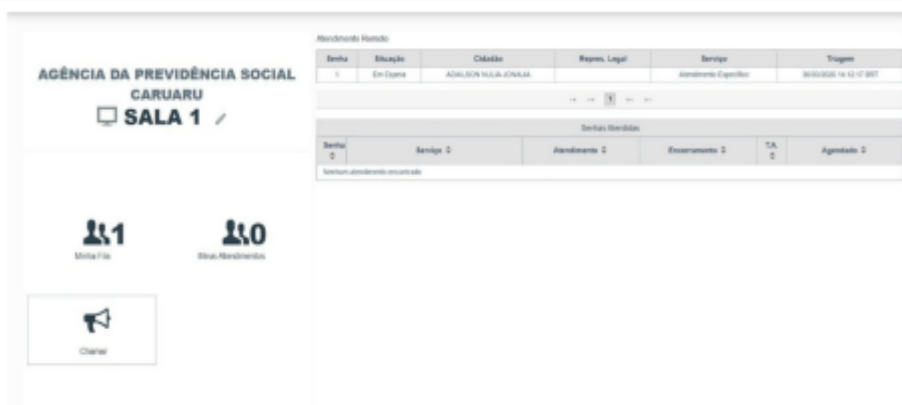 Atendimento Remoto
AGÊNCIA DA PREVIDÊNCIA SOCIAL
CARUARU
SALA 1
Senha Situação Cidadão Repres. Legal Serviço Triagem
1 Em Espera Atendimento Específico
1
Senhas Atendidas
Senha Serviço Atendimento Encerramento T.A. Agendado
Nenhum atendimento encontrado
1 0
Minha Fila Meus Atendimentos
Chamar